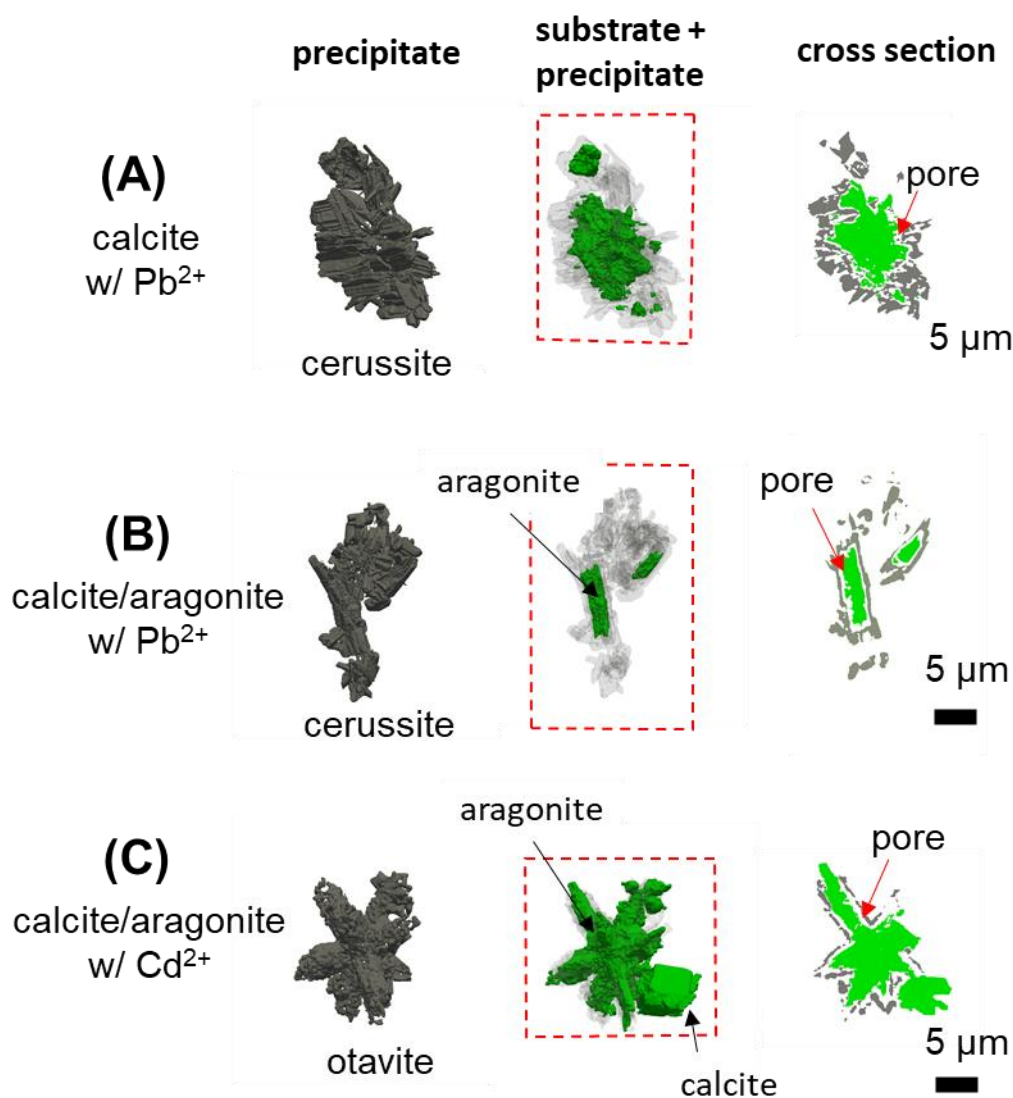 precipitate
substrate +
precipitate
cross section
(A)
calcite
w/ Pb²⁺
cerussite
pore
5 µm
(B)
calcite/aragonite
w/ Pb²⁺
cerussite
aragonite
pore
5 µm
(C)
calcite/aragonite
w/ Cd²⁺
otavite
aragonite
calcite
pore
5 µm